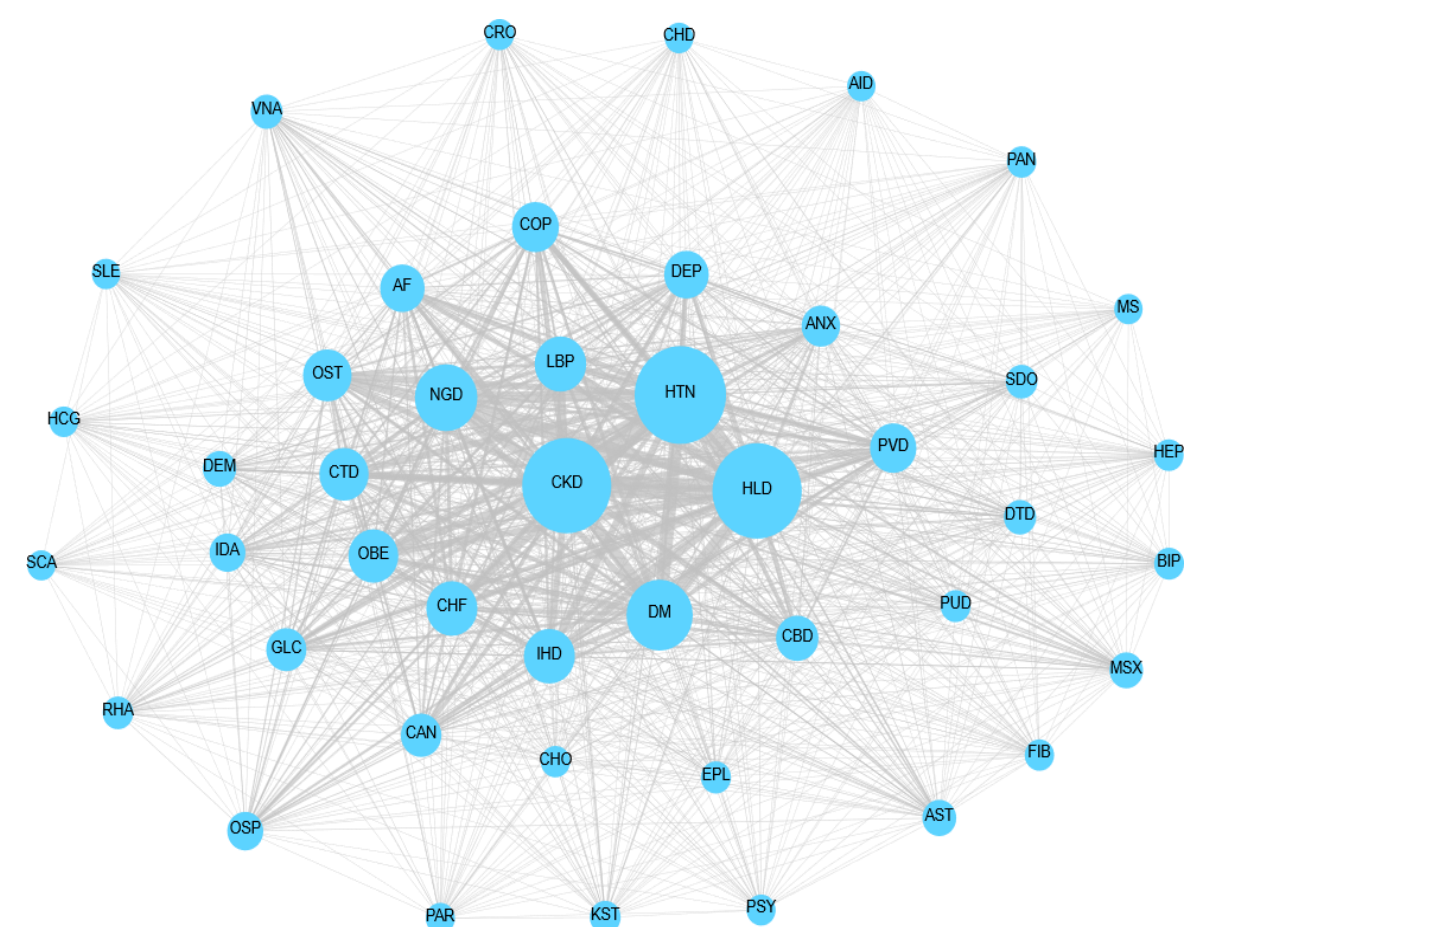 CRO
CHD
AID
VNA
PAN
COP
DEP
SLE
AF
MS
ANX
LBP
OST
SDO
HTN
NGD
HCG
PVD
HEP
DEM
CTD
CKD
HLD
DTD
IDA
OBE
SCA
BIP
PUD
CHF
DM
CBD
GLC
IHD
MSX
RHA
CAN
FIB
CHO
EPL
AST
OSP
PSY
PAR
KST